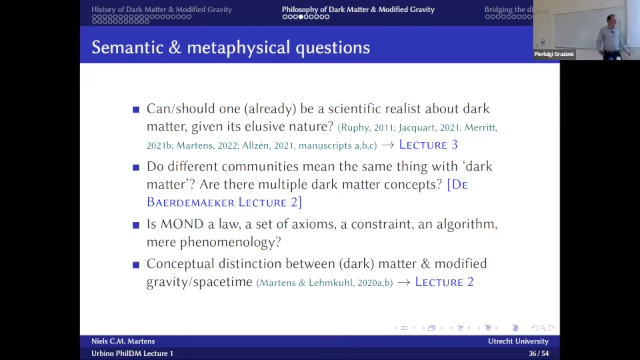 History of Dark Matter & Modified Gravity
Philosophy of Dark Matter & Modified Gravity
Bridging the di
Semantic & metaphysical questions
Pierluigi Graziani
Can/should one (already) be a scientific realist about dark
matter, given its elusive nature? (Ruphy, 2011; Jacquart, 2021; Merritt,
2021b; Martens, 2022; Allzén, 2021, manuscripts a,b,c) → LECTURE 3
Do different communities mean the same thing with ‘dark
matter’? Are there multiple dark matter concepts? [DE
BAERDEMAEKER LECTURE 2]
Is MOND a law, a set of axioms, a constraint, an algorithm,
mere phenomenology?
Conceptual distinction between (dark) matter & modified
gravity/spacetime (Martens & Lehmkuhl, 2020a,b) → LECTURE 2
Niels C.M. Martens
Utrecht University
Urbino PhilDM Lecture 1
36 / 54